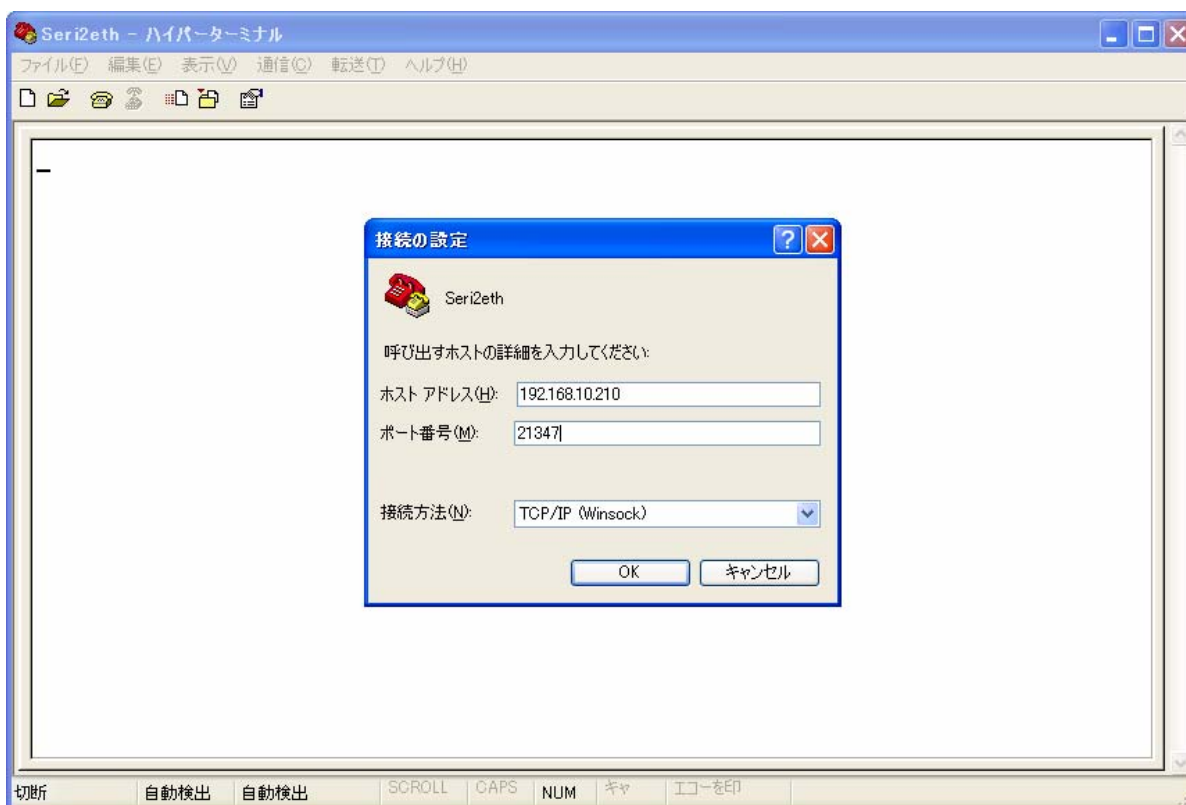 Seri2eth - ハイパーターミナル
ファイル(F) 編集(E) 表示(V) 通信(C) 転送(T) ヘルプ(H)
接続の設定
Seri2eth
呼び出すホストの詳細を入力してください:
ホスト アドレス(H): 192.168.10.210
ポート番号(M): 21347
接続方法(N): TCP/IP (Winsock)
OK キャンセル
切断 自動検出 自動検出 SCROLL CAPS NUM キャ エコーを印